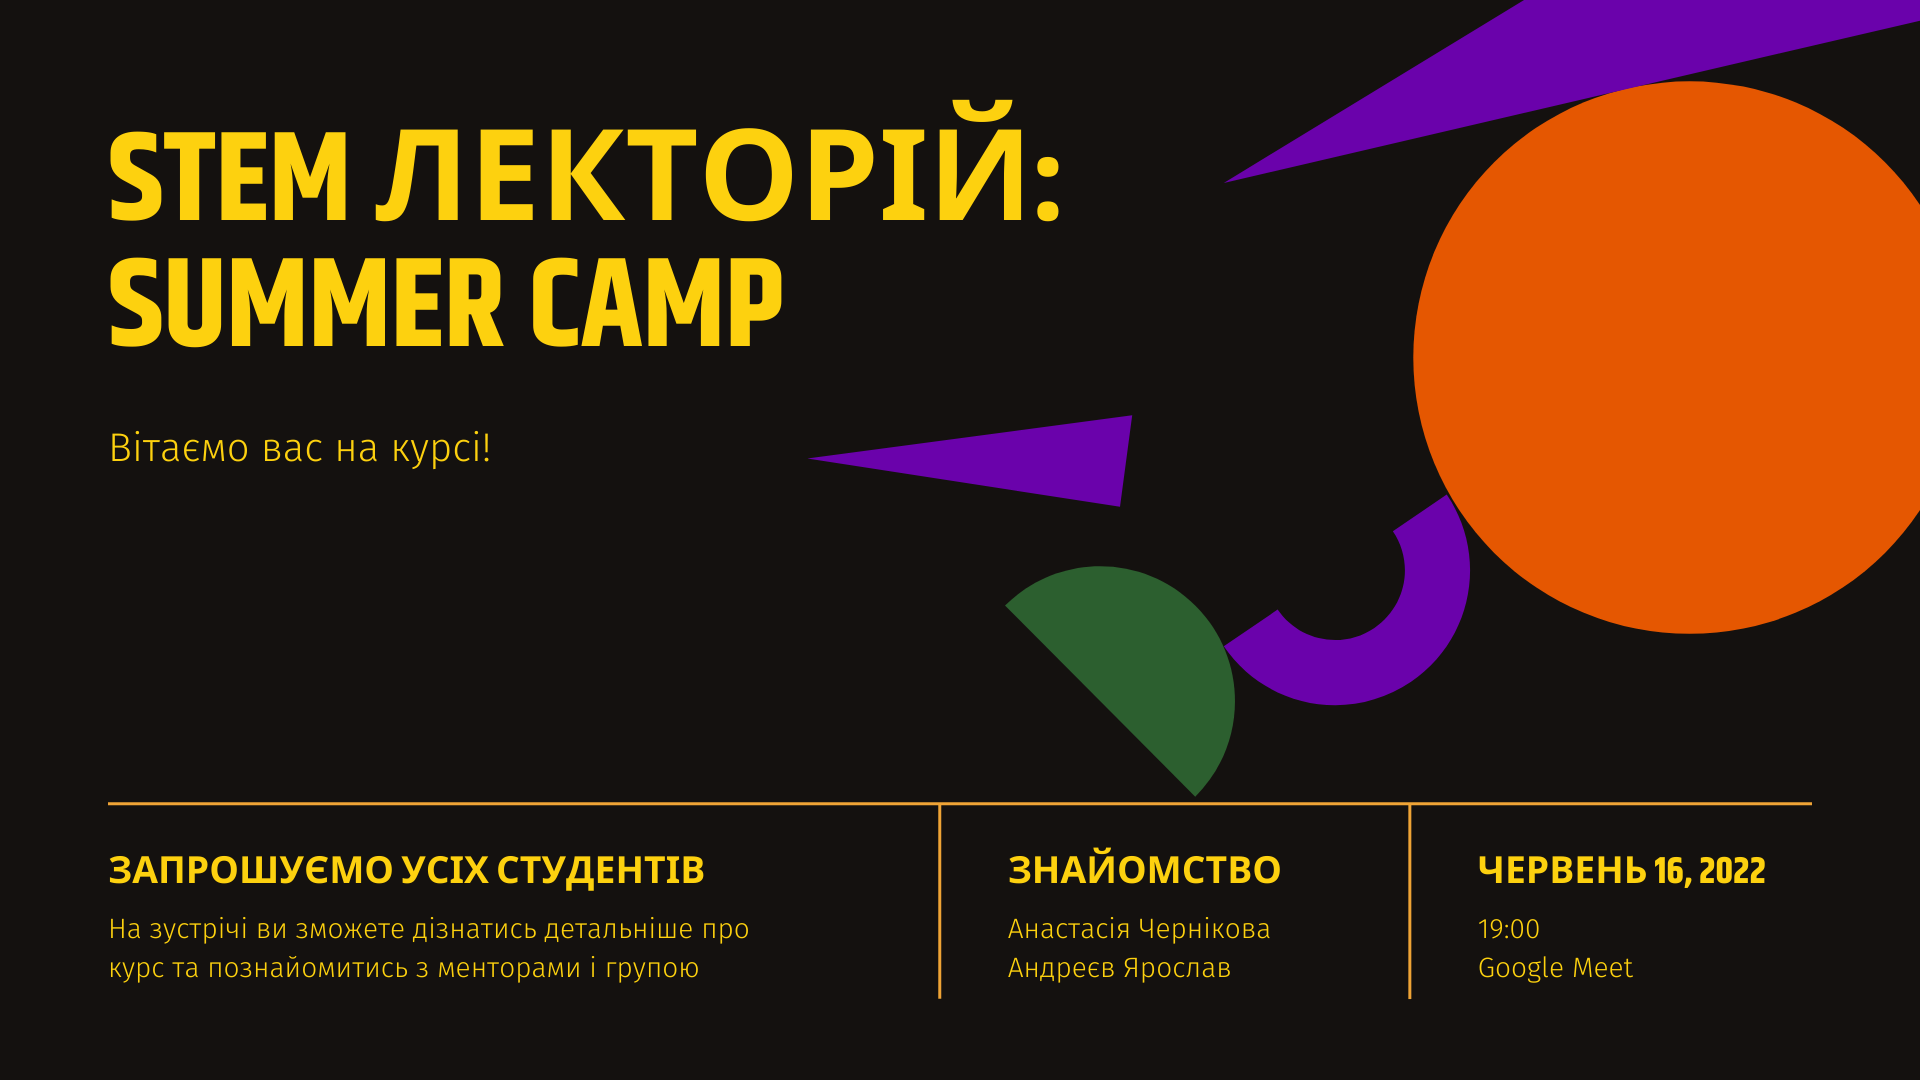 STEM ЛЕКТОРІЙ:
SUMMER CAMP
Вітаємо вас на курсі!
ЗАПРОШУЄМО УСІХ СТУДЕНТІВ
На зустрічі ви зможете дізнатись детальніше про
курс та познайомитись з менторами і групою
ЗНАЙОМСТВО
Анастасія Чернікова
Андреєв Ярослав
ЧЕРВЕНЬ 16, 2022
19:00
Google Meet